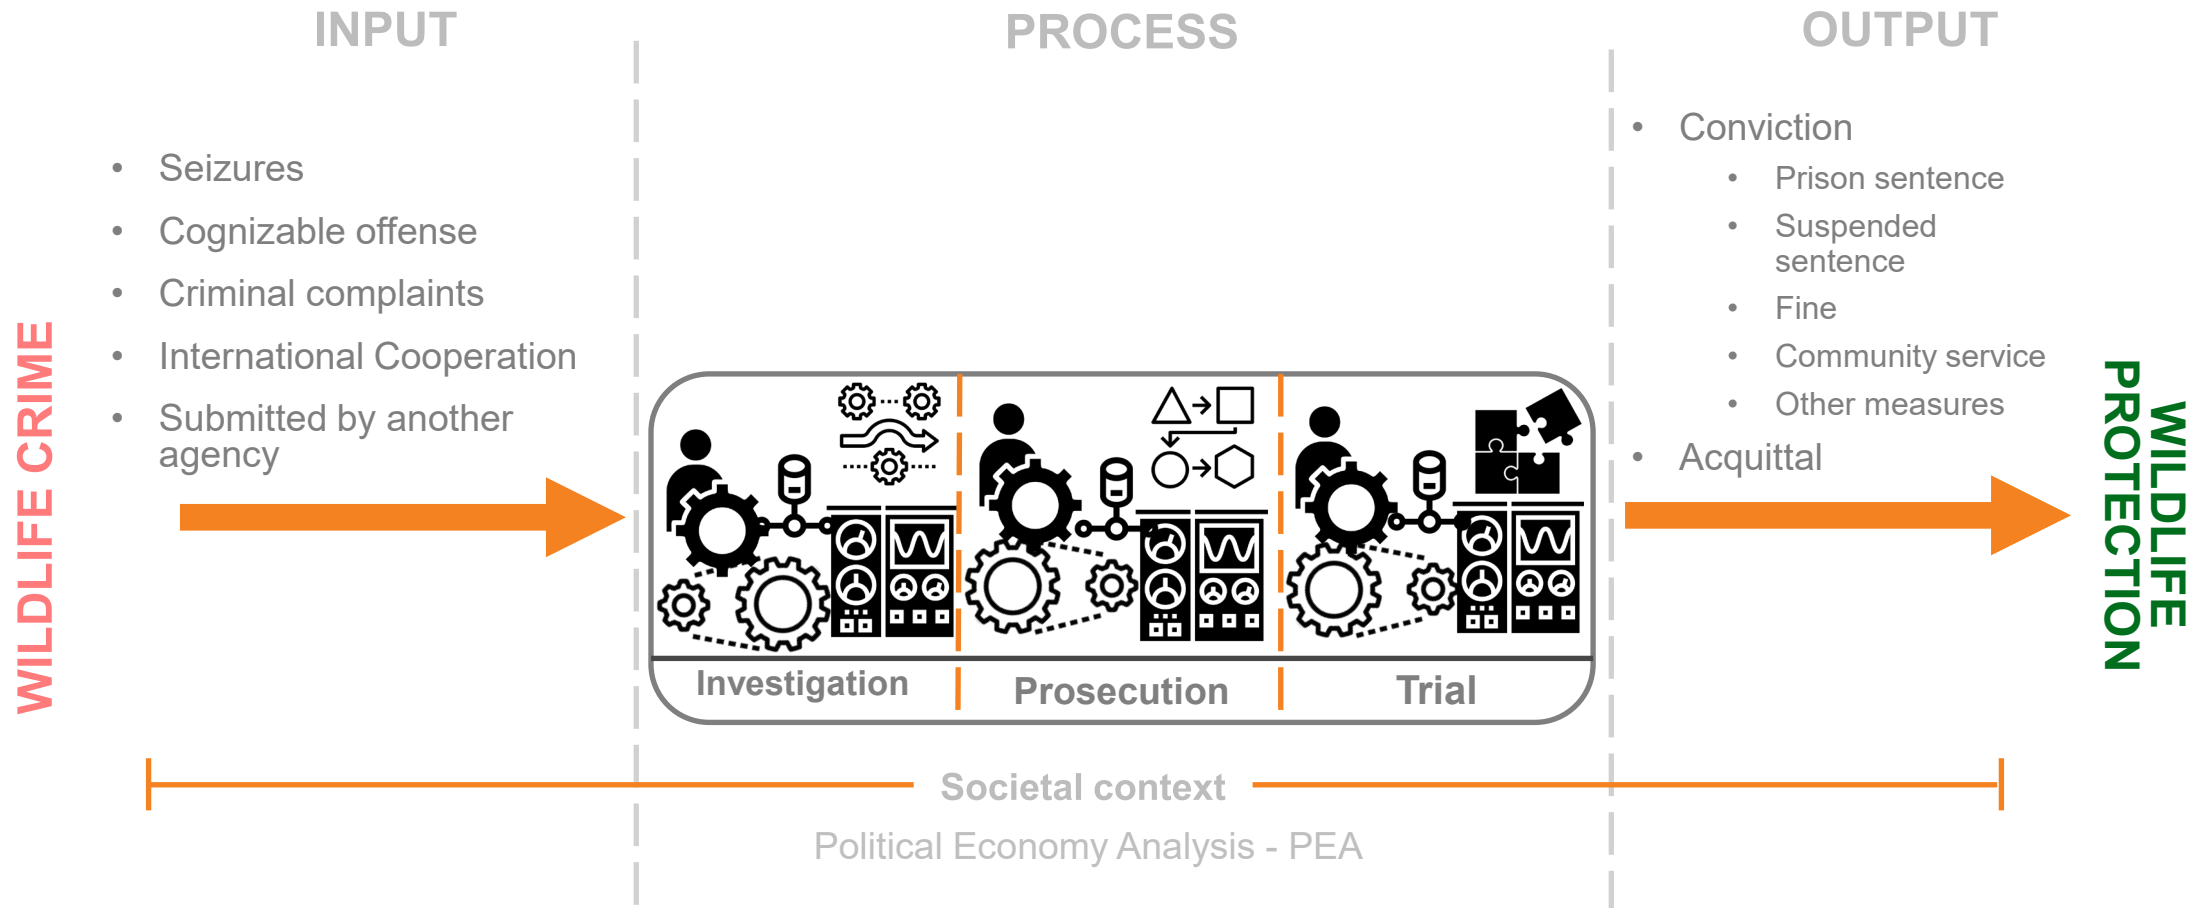 INPUT
PROCESS
OUTPUT
WILDLIFE CRIME
• Seizures
• Cognizable offense
• Criminal complaints
• International Cooperation
• Submitted by another
agency
Investigation
Prosecution
Trial
• Conviction
• Prison sentence
• Suspended
sentence
• Fine
• Community service
• Other measures
• Acquittal
WILDLIFE
PROTECTION
Societal context
Political Economy Analysis - PEA